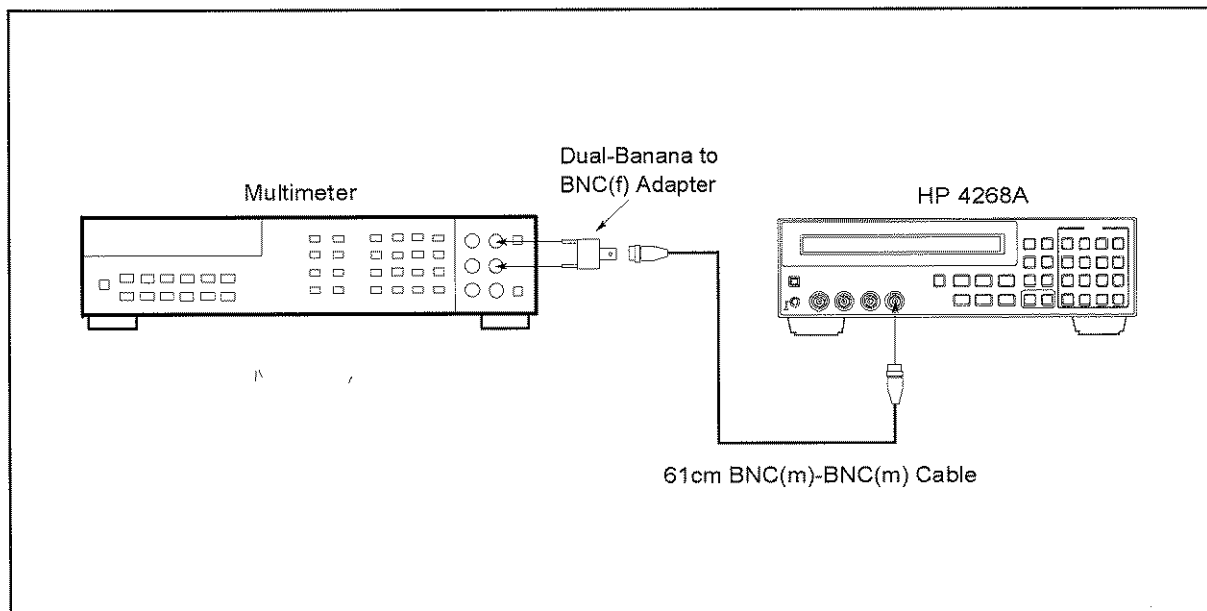 Dual-Banana to
BNC(f) Adapter
Multimeter
HP 4268A
61cm BNC(m)-BNC(m) Cable